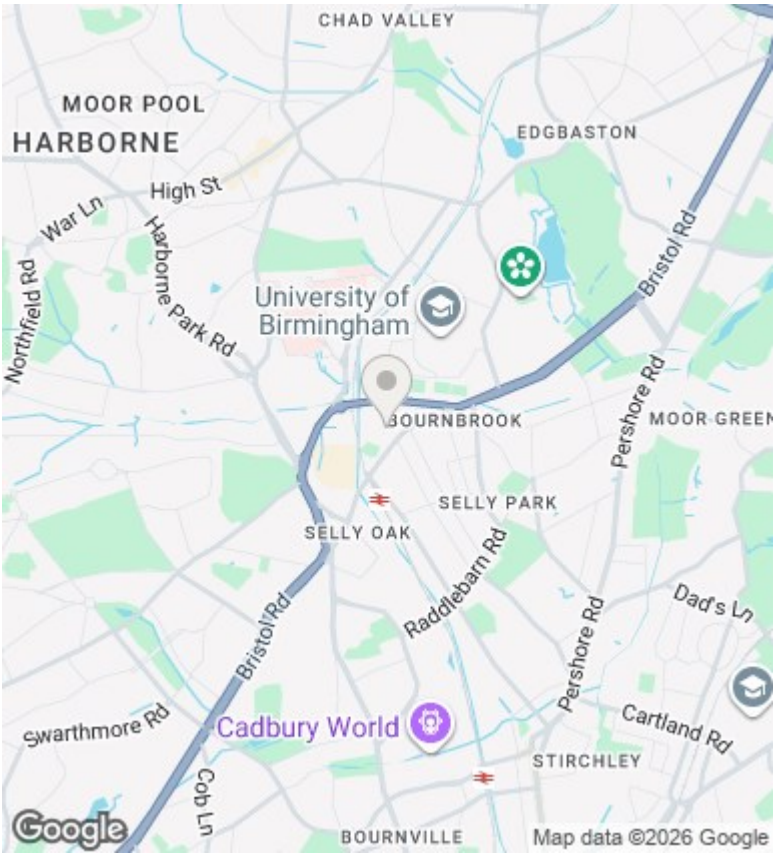 CHAD VALLEY
MOOR POOL
HARBORNE
EDGBASTON
High St
War Ln
Harborne Park Rd
Northfield Rd
Bristol Rd
University of
Birmingham
Pershore Rd
BOURNBROOK
MOOR GREEN
SELLY PARK
SELLY OAK
Raddlebarn Rd
Dad's Ln
Bristol Rd
Pershore Rd
Swarthmore Rd
Cadbury World
Cartland Rd
STIRCHLEY
Cob Ln
Google
BOURNVILLE
Map data ©2026 Google